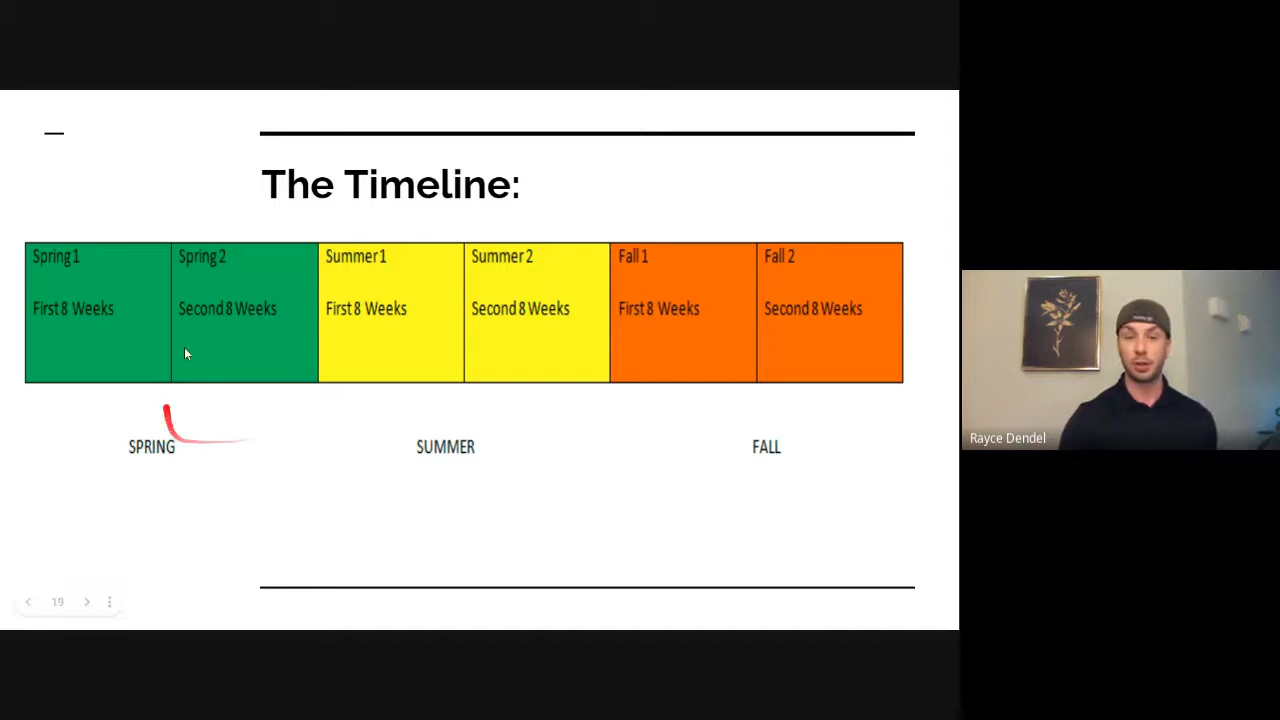 The Timeline:
Spring 1
First 8 Weeks
Spring 2
Second 8 Weeks
Summer 1
First 8 Weeks
Summer 2
Second 8 Weeks
Fall 1
First 8 Weeks
Fall 2
Second 8 Weeks
SPRING
SUMMER
FALL
19
Rayce Dendel